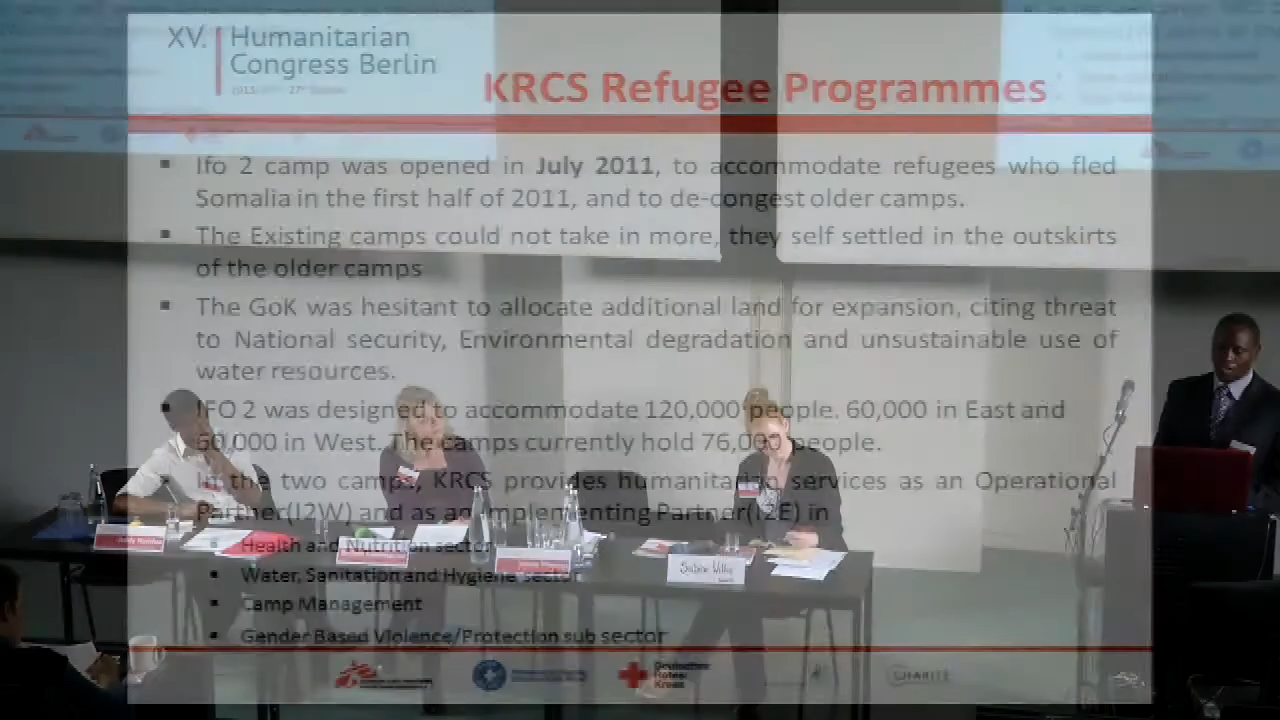 XV. Humanitarian
Congress Berlin
KRCS Refugee Programmes
▪ Ifo 2 camp was opened in July 2011, to accommodate refugees who fled
Somalia in the first half of 2011, and to de-congest older camps.
▪ The Existing camps could not take in more, they self settled in the outskirts
of the older camps
▪ The GoK was hesitant to allocate additional land for expansion, citing threat
to National security, Environmental degradation and unsustainable use of
water resources.
▪ IFO 2 was designed to accommodate 120,000 people. 60,000 in East and
60,000 in West. The camps currently hold 76,000 people.
In the two camps, KRCS provides humanitarian services as an Operational
Partner(I2W) and as an Implementing Partner(I2E) in
▪ Health and Nutrition sector
▪ Water, Sanitation and Hygiene sector
▪ Camp Management
▪ Gender Based Violence/Protection sub sector
Deutsches
Rotes
Kreuz
CHARITÉ